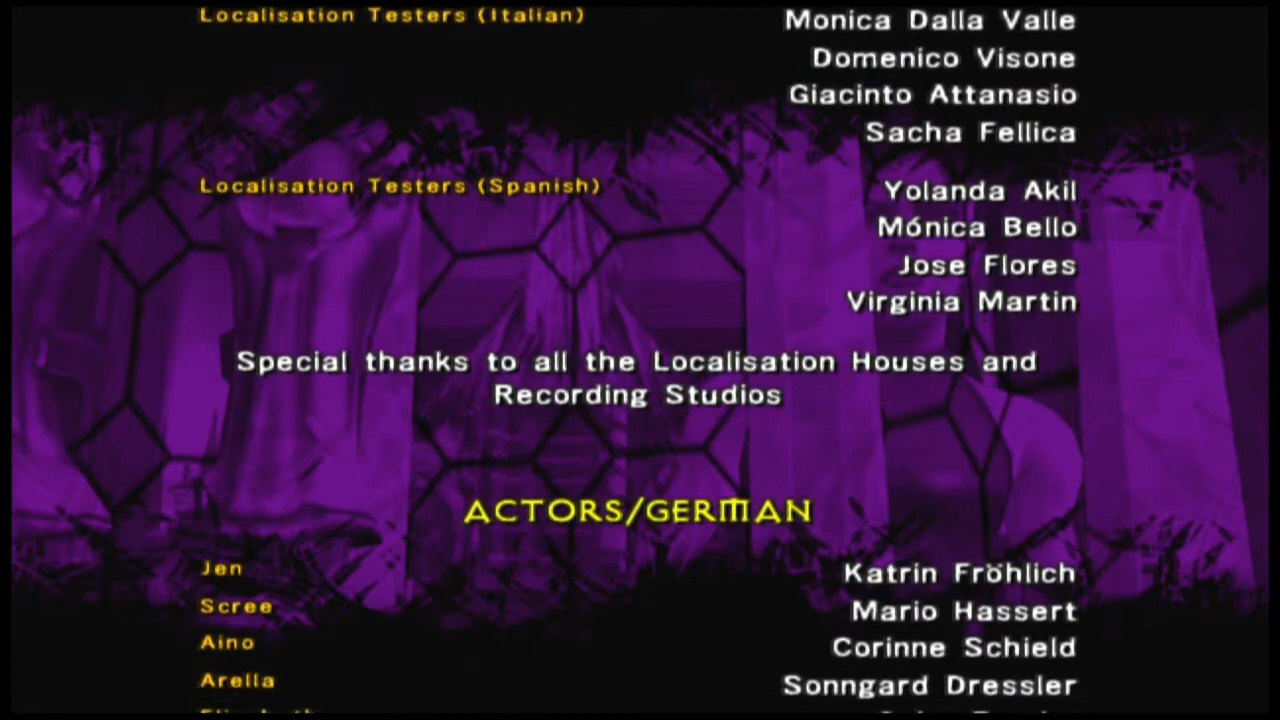 Localisation Testers (Italian) Monica Dalla Valle
Domenico Visone
Giacinto Attanasio
Sacha Fellica
Localisation Testers (Spanish) Yolanda Akil
Mónica Bello
Jose Flores
Virginia Martin
Special thanks to all the Localisation Houses and
Recording Studios
ACTORS/GERMAN
Jen Katrin Fröhlich
Scree Mario Hassert
Aino Corinne Schield
Arella Sonngard Dressler